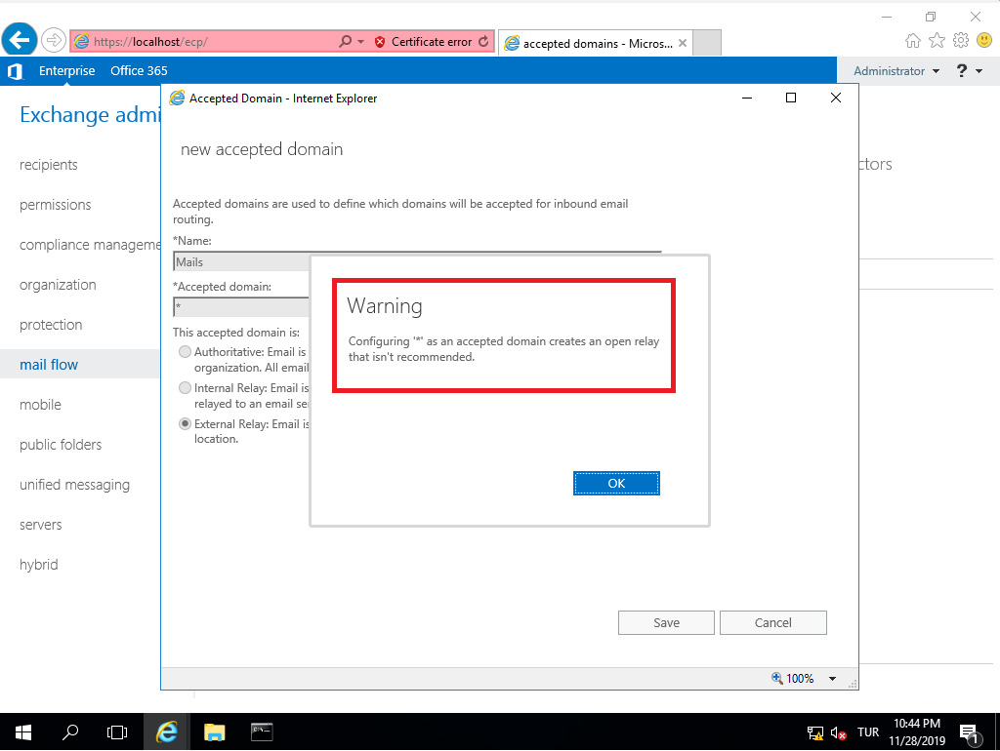 https://localhost/ecp/
Certificate error
accepted domains - Micros...
Enterprise
Office 365
Administrator
?
Accepted Domain - Internet Explorer
Exchange admi
new accepted domain
ctors
recipients
permissions
compliance manageme
organization
protection
mail flow
mobile
public folders
unified messaging
servers
hybrid
Accepted domains are used to define which domains will be accepted for inbound email
routing.
*Name:
Mails
*Accepted domain:
*
This accepted domain is:
Authoritative: Email is
organization. All email
Internal Relay: Email is
relayed to an email se
External Relay: Email is
location.
Warning
Configuring '*' as an accepted domain creates an open relay
that isn't recommended.
OK
Save
Cancel
100%
TUR
10:44 PM
11/28/2019
1